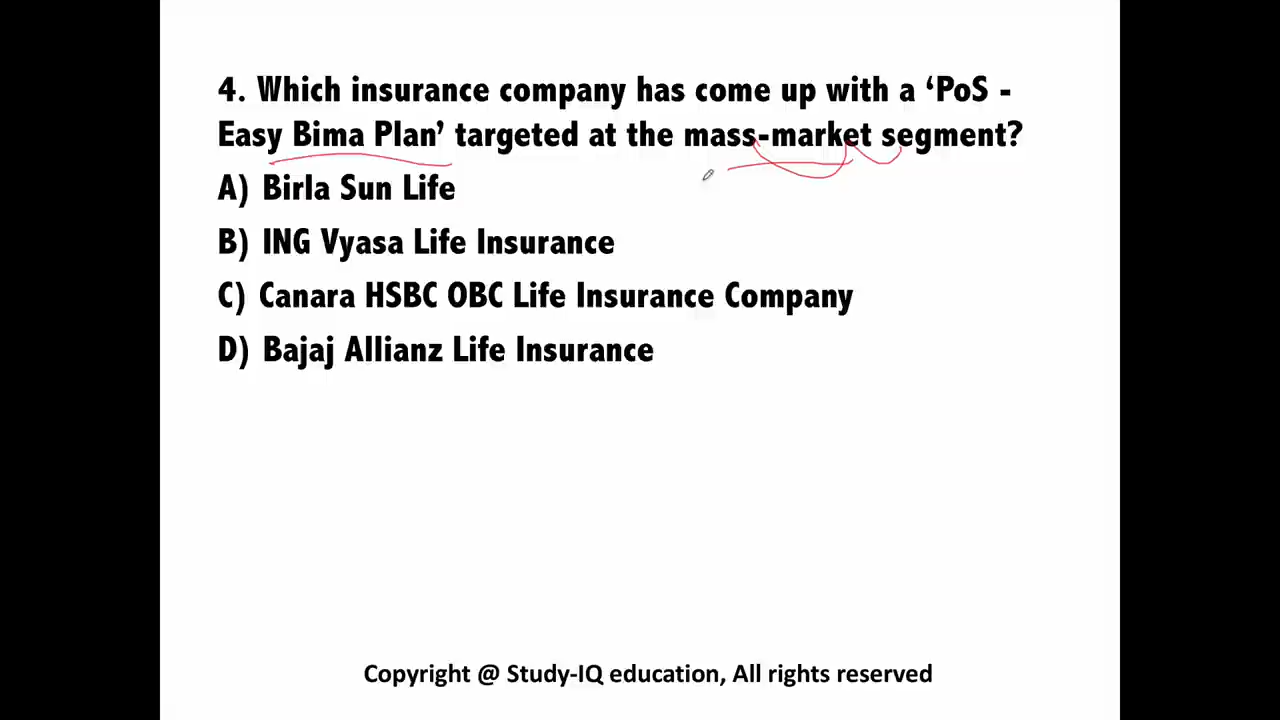 4. Which insurance company has come up with a ‘PoS -
Easy Bima Plan’ targeted at the mass-market segment?
A) Birla Sun Life
B) ING Vyasa Life Insurance
C) Canara HSBC OBC Life Insurance Company
D) Bajaj Allianz Life Insurance
Copyright @ Study-IQ education, All rights reserved